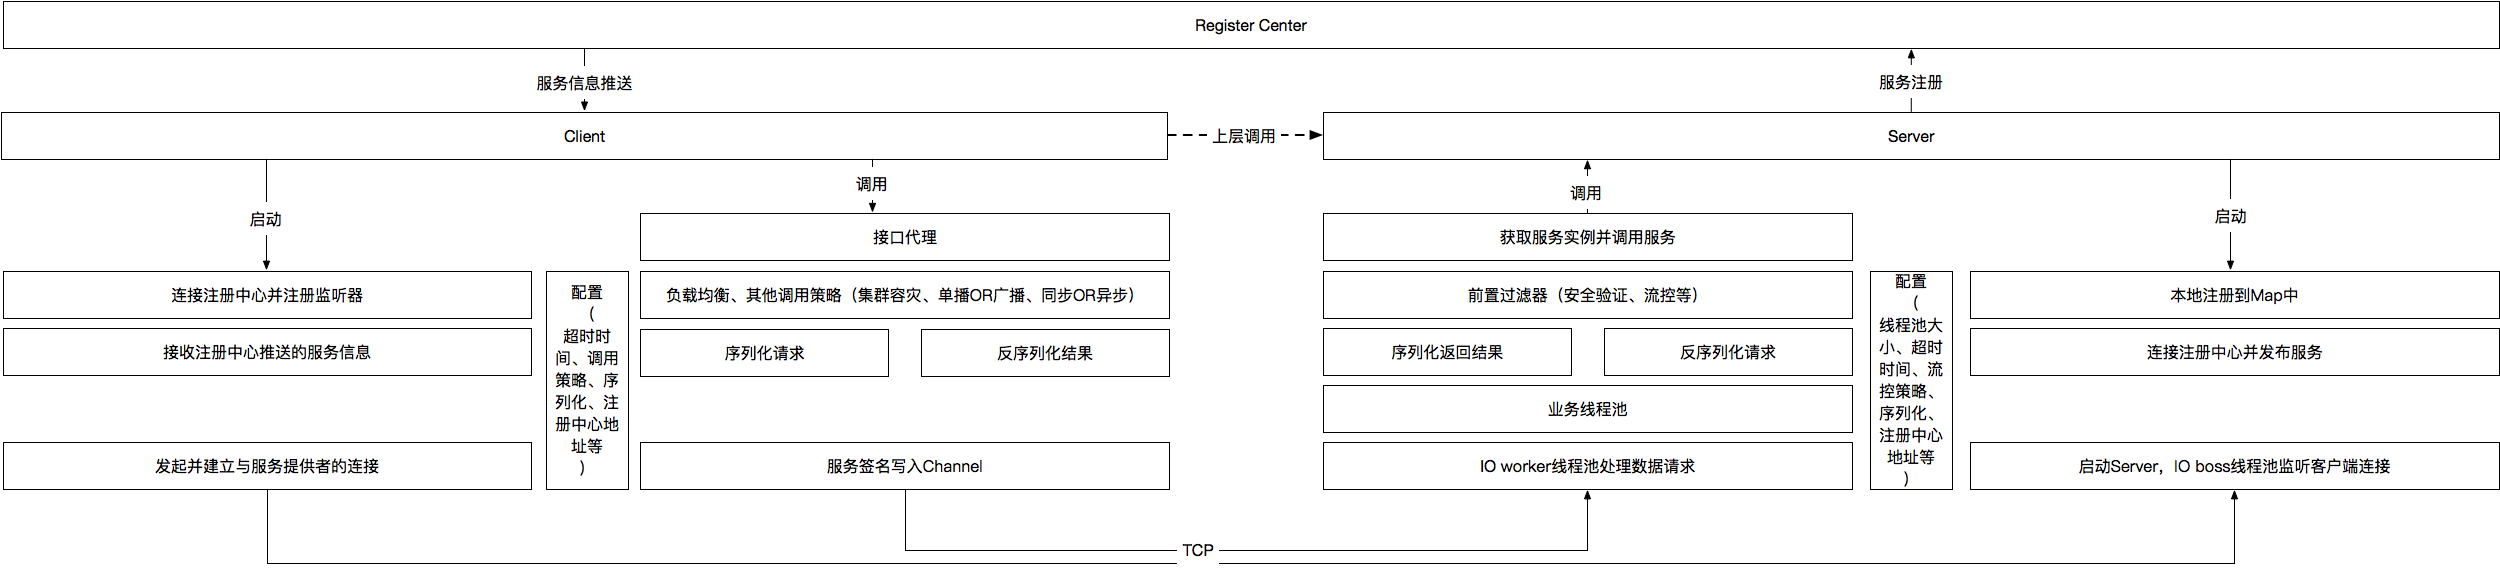 Register Center
服务信息推送
服务注册
Client
上层调用
Server
调用
调用
启动
启动
接口代理
获取服务实例并调用服务
连接注册中心并注册监听器
配置
（
超时时
间、调用
策略、序
列化、注
册中心地
址等
）
负载均衡、其他调用策略（集群容灾、单播OR广播、同步OR异步）
前置过滤器（安全验证、流控等）
配置
（
线程池大
小、超时
时间、流
控策略、
序列化、
注册中心
地址等
）
本地注册到Map中
接收注册中心推送的服务信息
序列化请求
反序列化结果
序列化返回结果
反序列化请求
连接注册中心并发布服务
业务线程池
发起并建立与服务提供者的连接
服务签名写入Channel
IO worker线程池处理数据请求
启动Server，IO boss线程池监听客户端连接
TCP